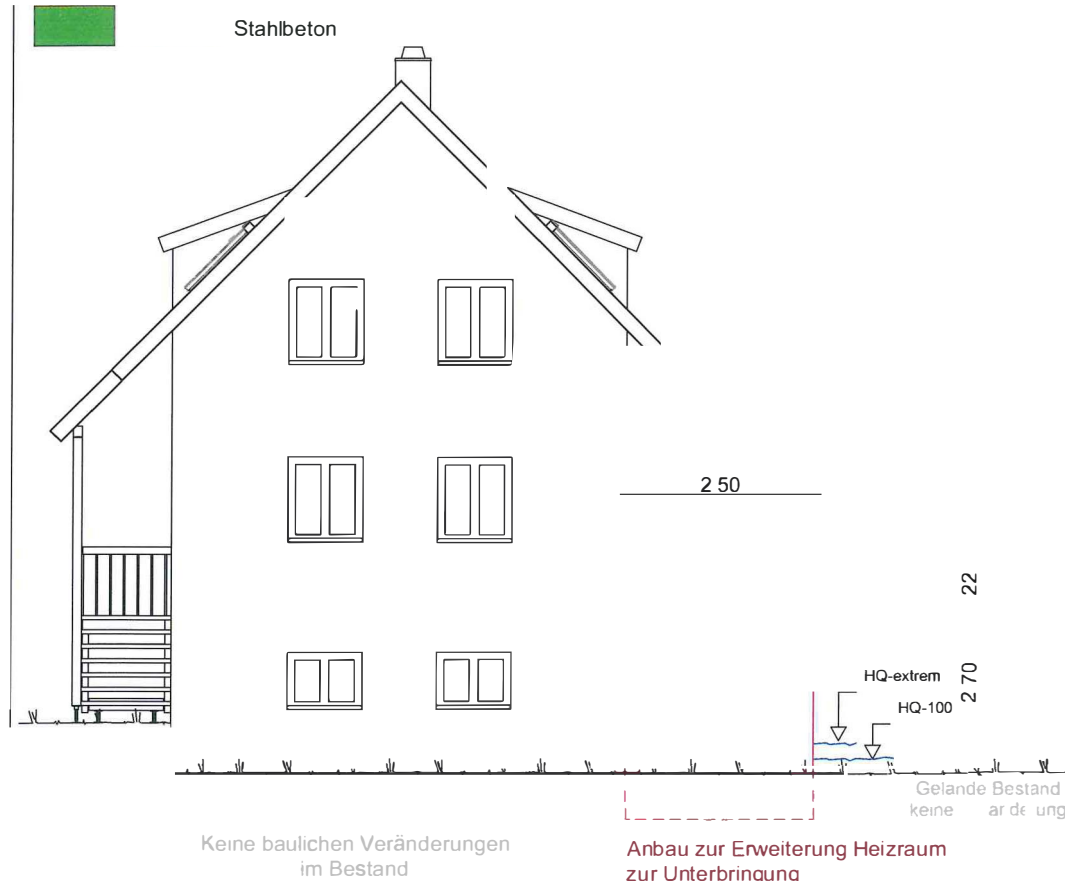 Stahlbeton
2 50
22
2 70
HQ-extrem
HQ-100
Gelande Bestand
keine
Keine baulichen Veränderungen
im Bestand
Anbau zur Erweiterung Heizraum
zur Unterbringung